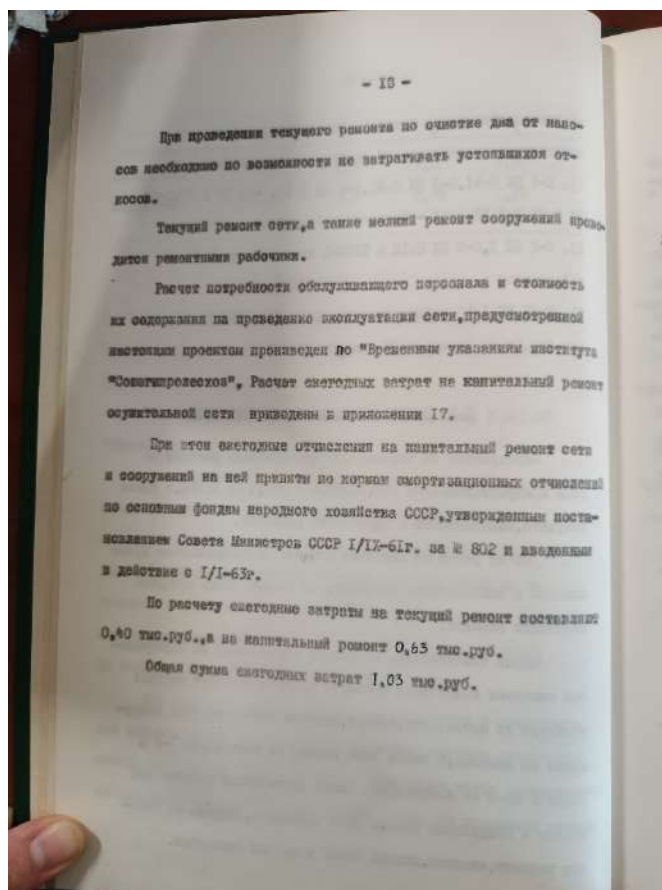 - 18 -
При проведении текущего ремонта по очистке дна от нано-
сов необходимо по возможности не затрагивать устоявшихся от-
косов.
Текущий ремонт сети,а также мелкий ремонт сооружений прово-
дится ремонтными рабочими.
Расчет потребности обслуживающего персонала и стоимость
их содержания на проведение эксплуатации сети,предусмотренной
настоящим проектом произведен по "Временным указаниям института
"Союзгипролесхоз", Расчет ежегодных затрат на капитальный ремонт
осушительной сети приведены в приложении 17.
При этом ежегодные отчисления на капитальный ремонт сети
и сооружений на ней приняты по нормам амортизационных отчислений
по основным фондам народного хозяйства СССР,утвержденным поста-
новлением Совета Министров СССР I/IX-61г. за № 802 и введенным
в действие с I/I-63г.
По расчету ежегодные затраты на текущий ремонт составляют
0,40 тыс.руб.,а на капитальный ремонт 0,63 тыс.руб.
Общая сумма ежегодных затрат 1,03 тыс.руб.